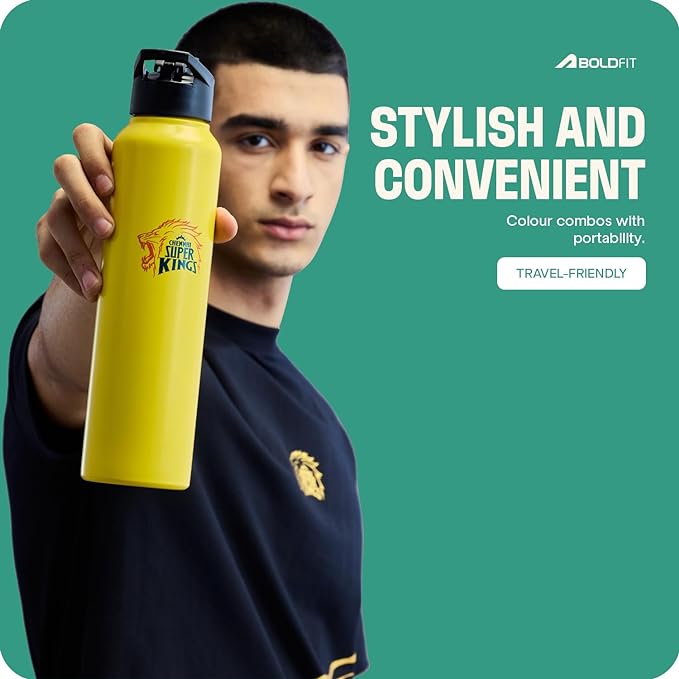 BOLDFIT
STYLISH AND
CONVENIENT
Colour combos with
portability.
TRAVEL-FRIENDLY
CHENNAI
SUPER
KINGS